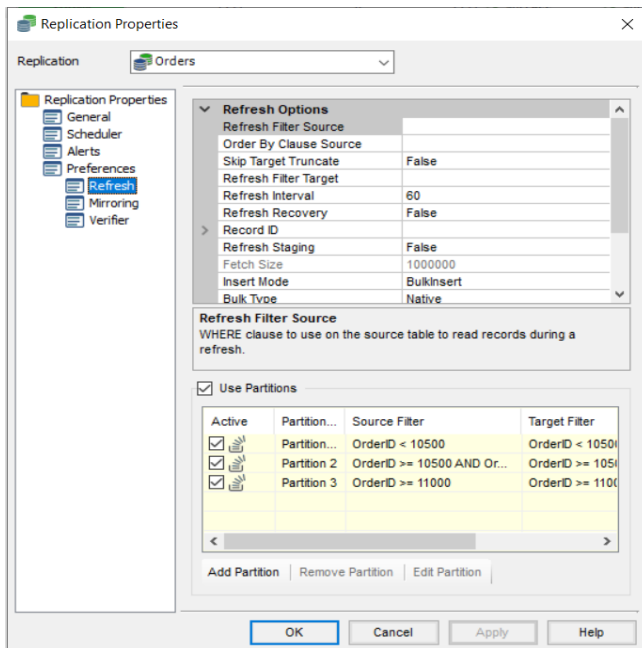 Replication Properties
Replication Orders
Replication Properties
General
Scheduler
Alerts
Preferences
Refresh
Mirroring
Verifier
Refresh Options
Refresh Filter Source
Order By Clause Source
Skip Target Truncate False
Refresh Filter Target
Refresh Interval 60
Refresh Recovery False
Record ID
Refresh Staging False
Fetch Size 1000000
Insert Mode BulkInsert
Bulk Type Native
Refresh Filter Source
WHERE clause to use on the source table to read records during a
refresh.
Use Partitions
Active Partition... Source Filter Target Filter
Partition... OrderID < 10500 OrderID < 1050
Partition 2 OrderID >= 10500 AND Or... OrderID >= 105
Partition 3 OrderID >= 11000 OrderID >= 110
Add Partition Remove Partition Edit Partition
OK Cancel Apply Help